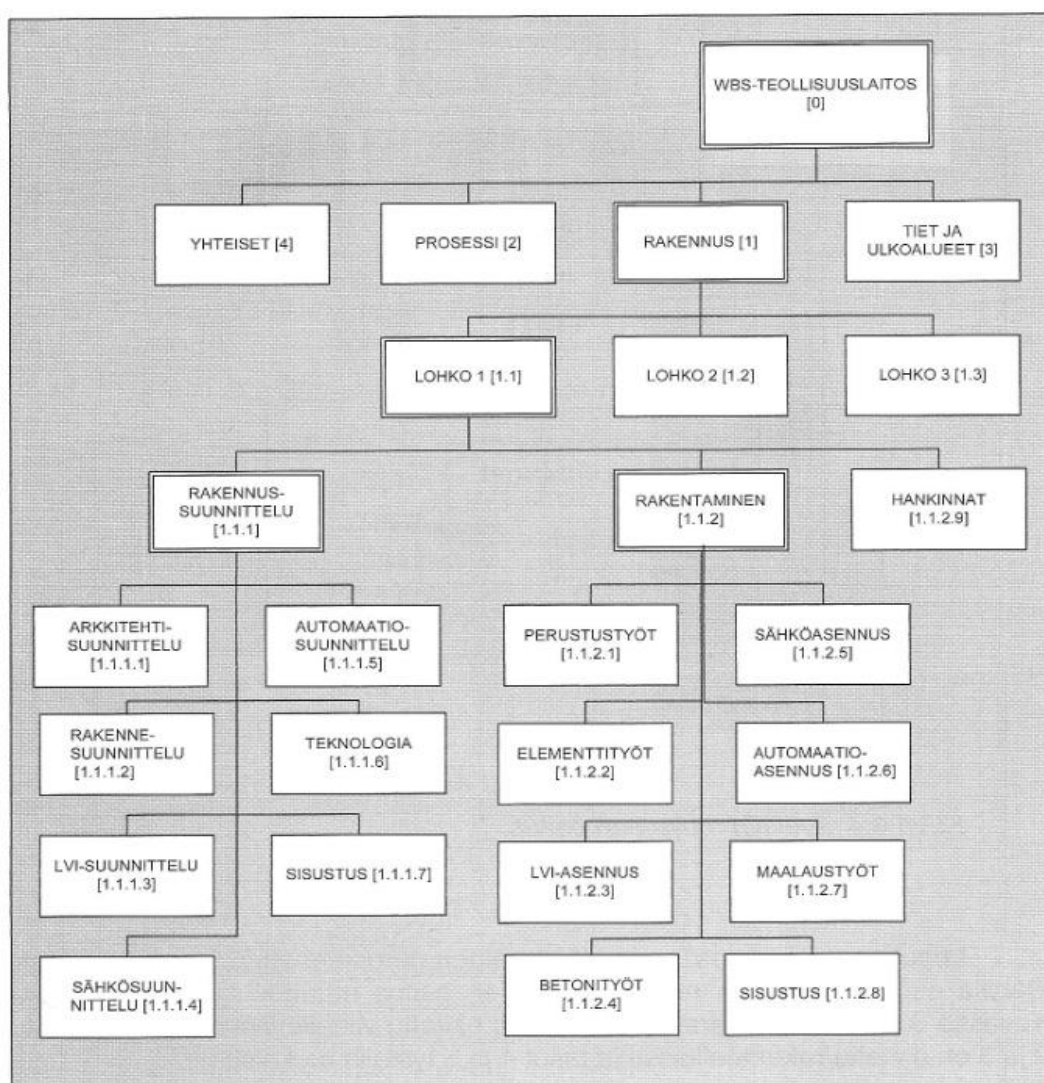 WBS-TEOLLISUUSLAITOS
[0]
YHTEISET [4]
PROSESSI [2]
RAKENNUS [1]
TIET JA
ULKOALUEET [3]
LOHKO 1 [1.1]
LOHKO 2 [1.2]
LOHKO 3 [1.3]
RAKENNUS-
SUUNNITTELU
[1.1.1]
RAKENTAMINEN
[1.1.2]
HANKINNAT
[1.1.2.9]
ARKKITEHTI-
SUUNNITTELU
[1.1.1.1]
AUTOMAATIO-
SUUNNITTELU
[1.1.1.5]
PERUSTUSTYÖT
[1.1.2.1]
SÄHKÖASENNUS
[1.1.2.5]
RAKENNE-
SUUNNITTELU
[1.1.1.2]
TEKNOLOGIA
[1.1.1.6]
ELEMENTTITYÖT
[1.1.2.2]
AUTOMAATIO-
ASENNUS [1.1.2.6]
LVI-SUUNNITTELU
[1.1.1.3]
SISUSTUS [1.1.1.7]
LVI-ASENNUS
[1.1.2.3]
MAALAUSTYÖT
[1.1.2.7]
SÄHKÖSUUN-
NITTELU [1.1.1.4]
BETONITYÖT
[1.1.2.4]
SISUSTUS [1.1.2.8]